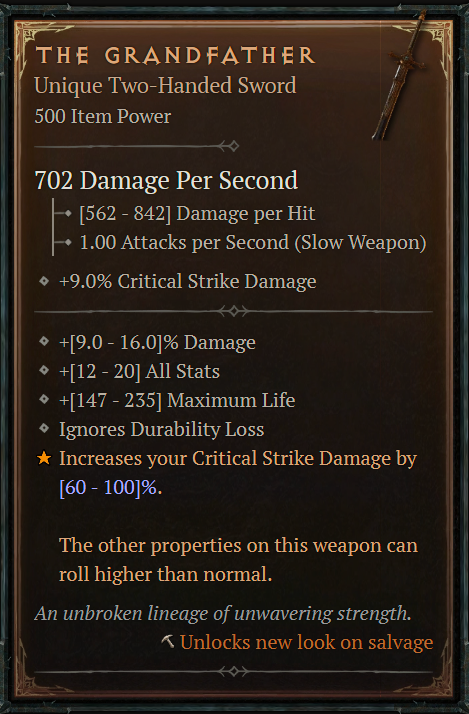 THE GRANDFATHER
Unique Two-Handed Sword
500 Item Power
702 Damage Per Second
[562 - 842] Damage per Hit
1.00 Attacks per Second (Slow Weapon)
+9.0% Critical Strike Damage
+[9.0 - 16.0]% Damage
+[12 - 20] All Stats
+[147 - 235] Maximum Life
Ignores Durability Loss
Increases your Critical Strike Damage by
[60 - 100]%.
The other properties on this weapon can
roll higher than normal.
An unbroken lineage of unwavering strength.
Unlocks new look on salvage